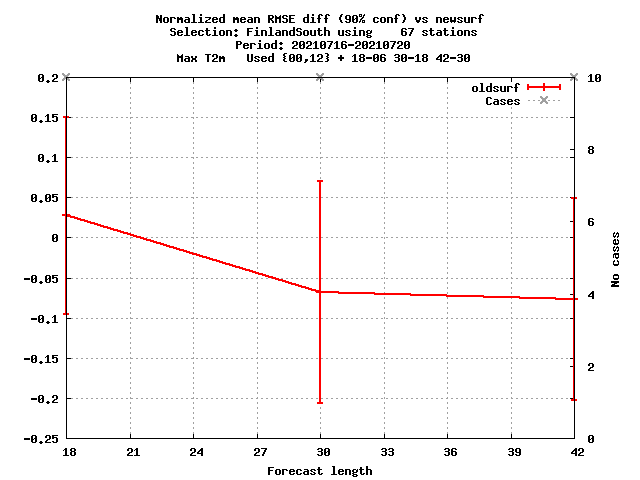 Normalized mean RMSE diff (90% conf) vs newsurf
Selection: FinlandSouth using    67 stations
Period: 20210716-20210720
Max T2m   Used {00,12} + 18-06 30-18 42-30
oldsurf
Cases
0.2
0.15
0.1
0.05
0
-0.05
-0.1
-0.15
-0.2
-0.25
10
8
6
4
2
0
No cases
18 21 24 27 30 33 36 39 42
Forecast length